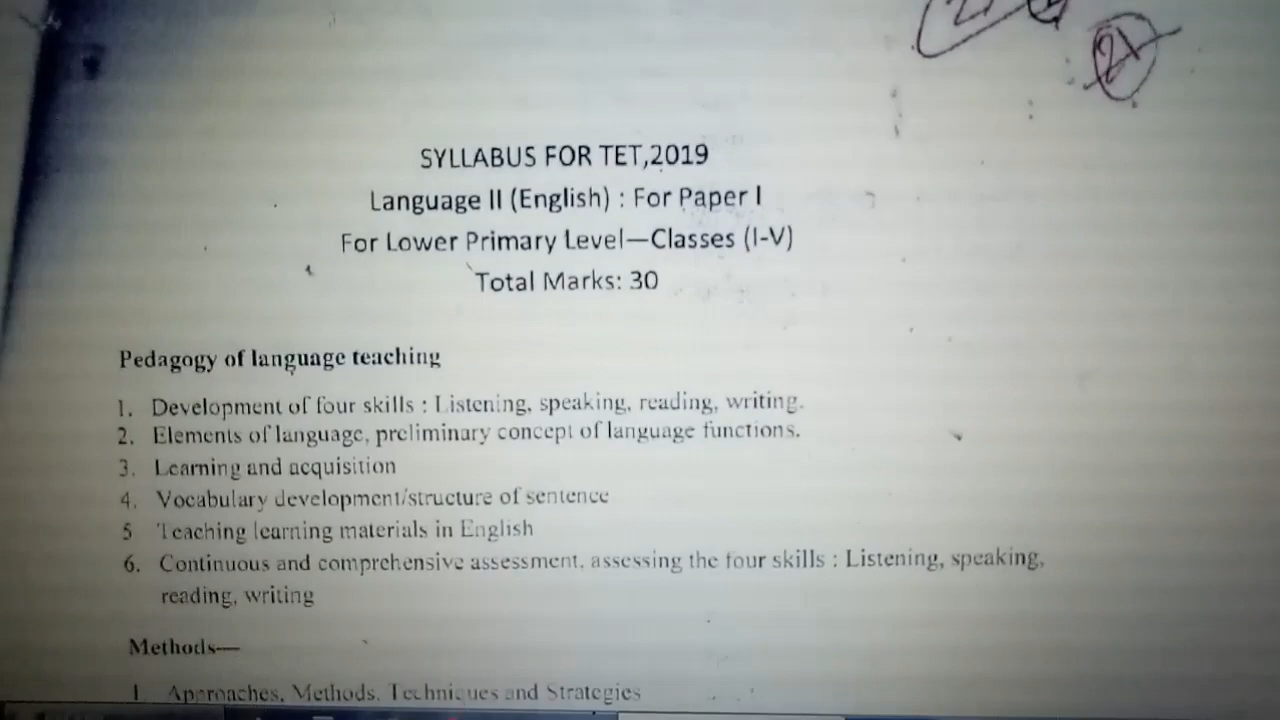 SYLLABUS FOR TET,2019
Language II (English) : For Paper I
For Lower Primary Level—Classes (I-V)
Total Marks: 30
Pedagogy of language teaching
1. Development of four skills : Listening, speaking, reading, writing.
2. Elements of language, preliminary concept of language functions.
3. Learning and acquisition
4. Vocabulary development/structure of sentence
5 Teaching learning materials in English
6. Continuous and comprehensive assessment, assessing the four skills : Listening, speaking,
reading, writing
Methods—
1 Approaches, Methods, Techniques and Strategies